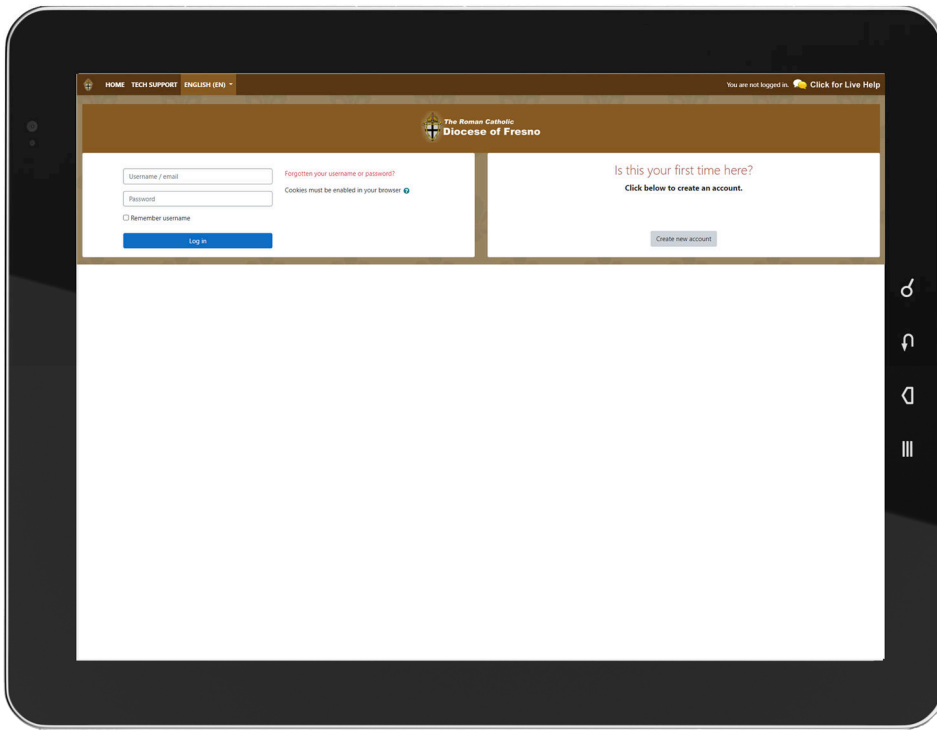 HOME TECH SUPPORT ENGLISH (EN)
You are not logged in. Click for Live Help
The Roman Catholic
Diocese of Fresno
Username / email
Password
Remember username
Log in
Forgotten your username or password?
Cookies must be enabled in your browser
Is this your first time here?
Click below to create an account.
Create new account